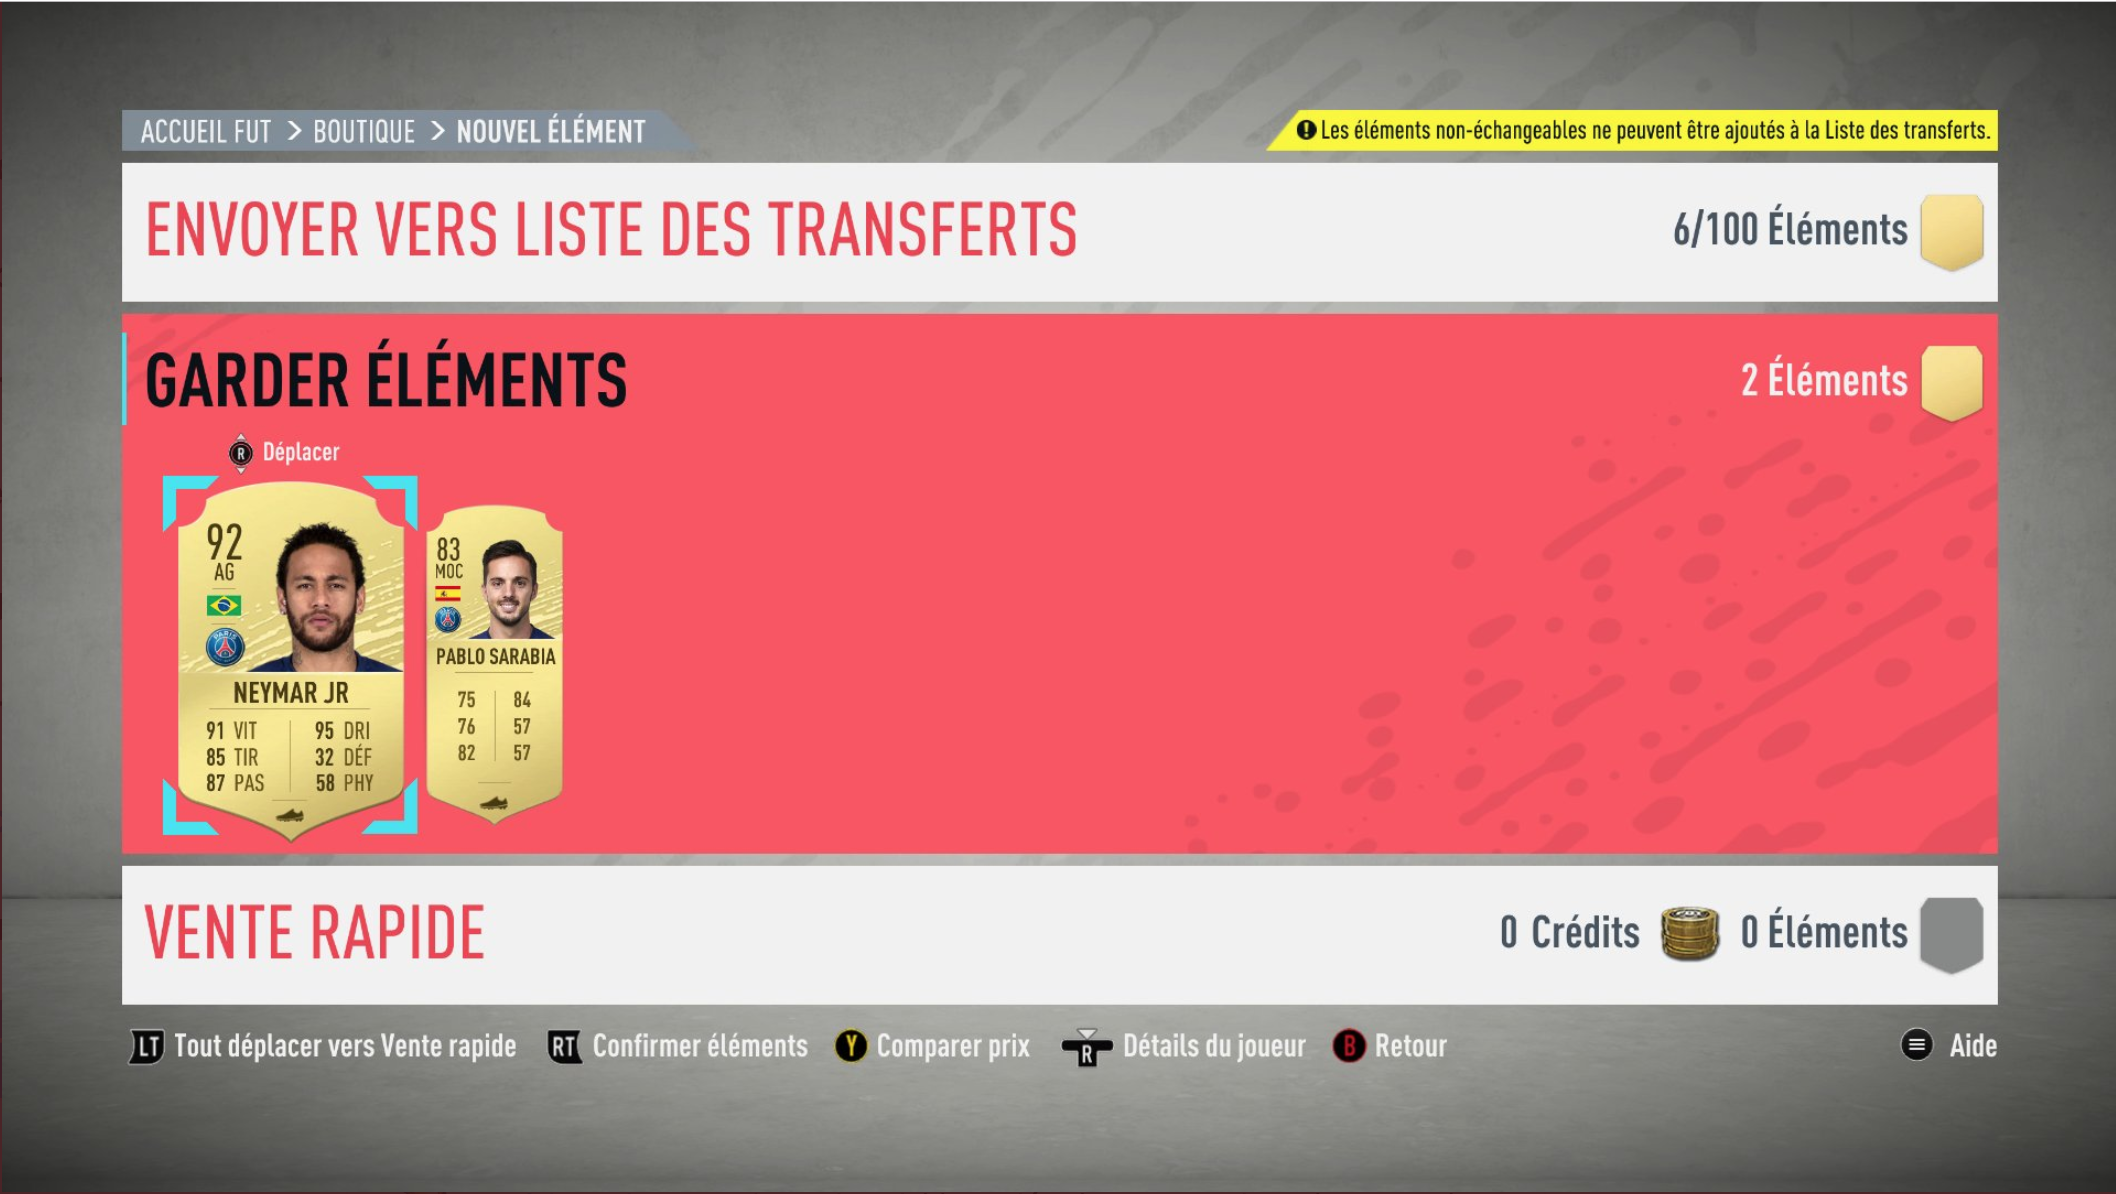 ACCUEIL FUT > BOUTIQUE > NOUVEL ÉLÉMENT
Les éléments non-échangeables ne peuvent être ajoutés à la Liste des transferts.
ENVOYER VERS LISTE DES TRANSFERTS
6/100 Éléments
GARDER ÉLÉMENTS
2 Éléments
R Déplacer
92
AG
PARIS
NEYMAR JR
91 VIT 95 DRI
85 TIR 32 DÉF
87 PAS 58 PHY
83
MOC
PABLO SARABIA
75 84
76 57
82 57
VENTE RAPIDE
0 Crédits 0 Éléments
LT Tout déplacer vers Vente rapide RT Confirmer éléments Y Comparer prix R Détails du joueur B Retour Aide